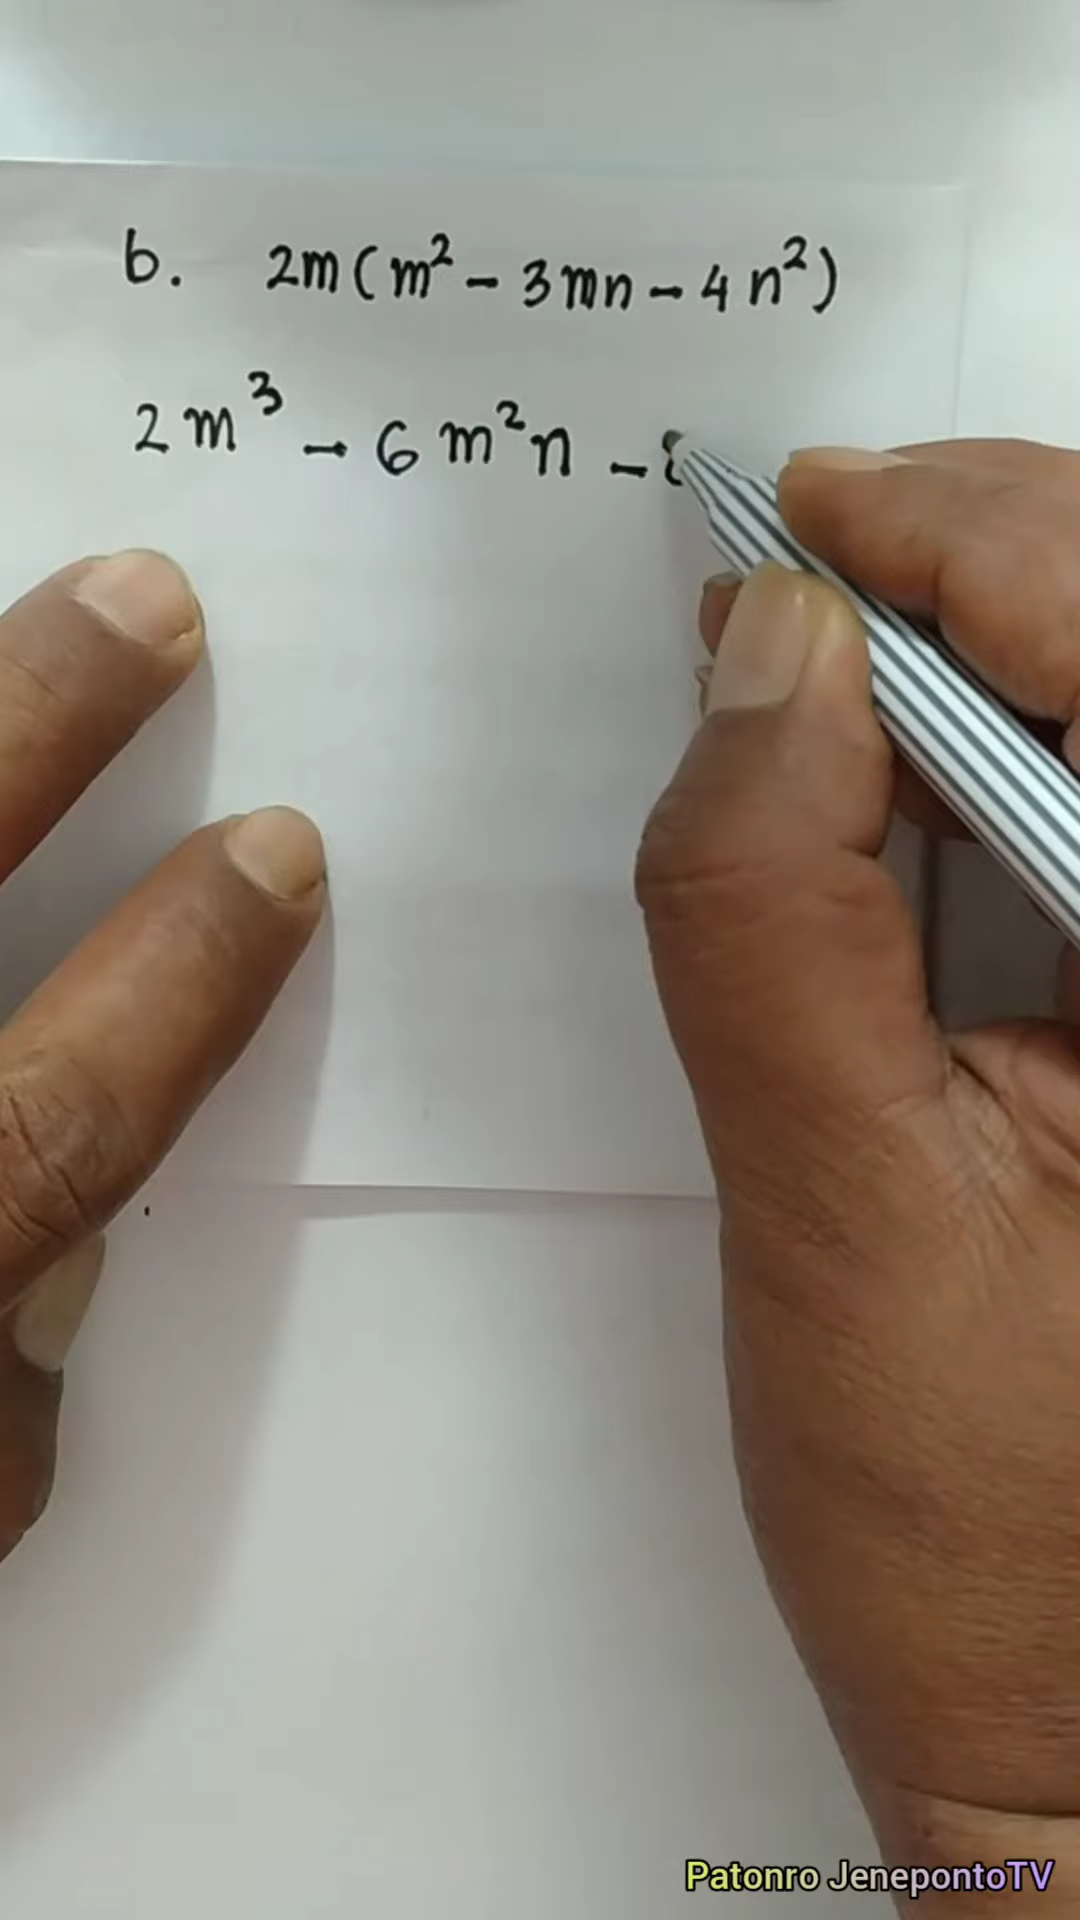 b. 2m(m² - 3mn - 4n²)
2m³ - 6m²n -
Patonro JenepontoTV